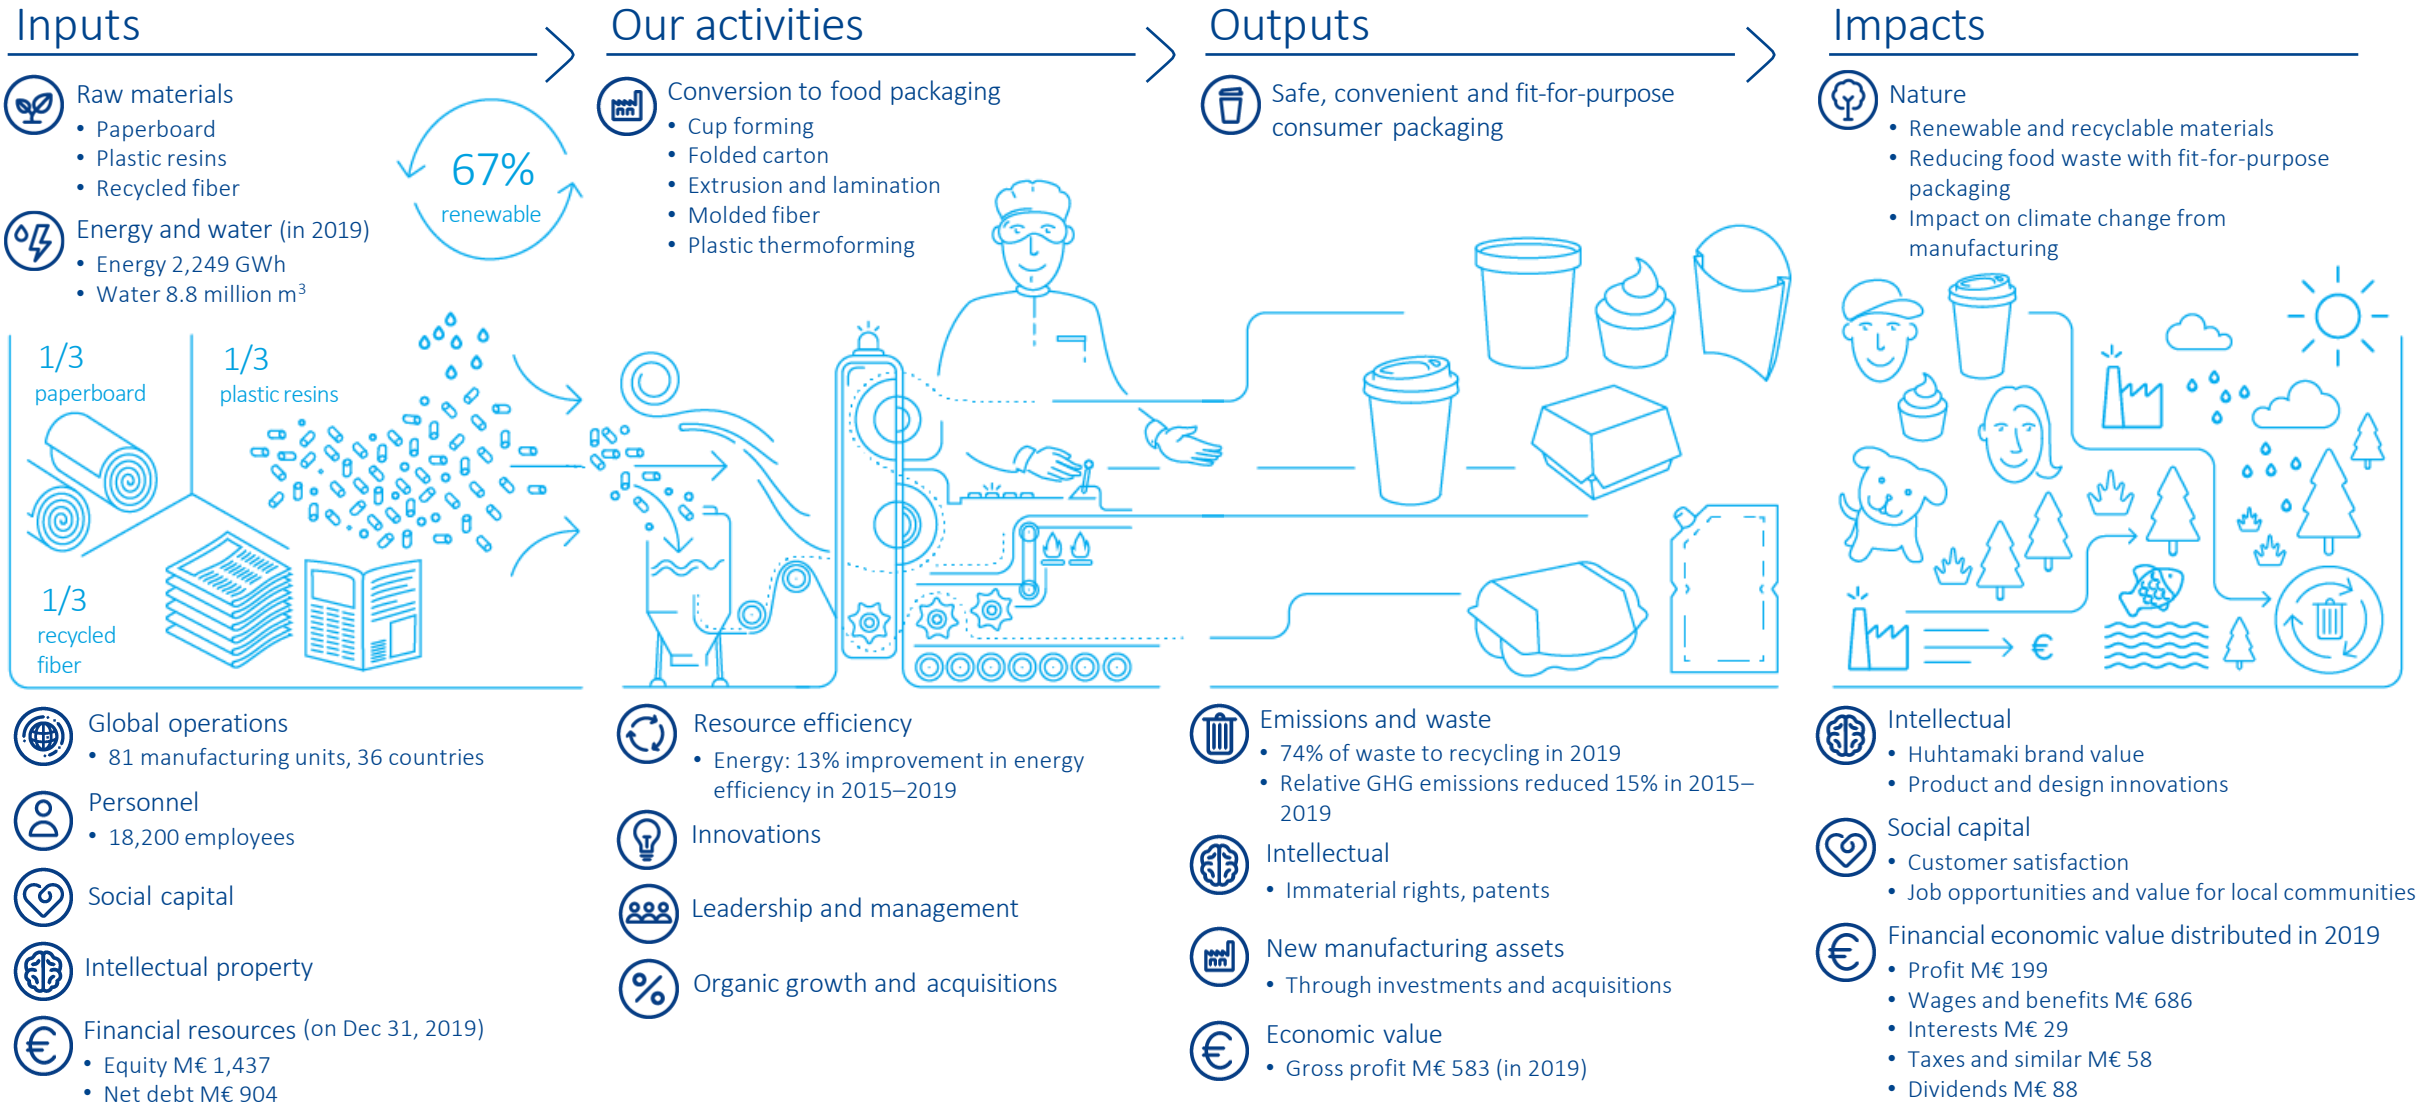 Inputs
Raw materials
• Paperboard
• Plastic resins
• Recycled fiber
67%
renewable
Energy and water (in 2019)
• Energy 2,249 GWh
• Water 8.8 million m³
1/3
paperboard
1/3
plastic resins
1/3
recycled
fiber
Global operations
• 81 manufacturing units, 36 countries
Personnel
• 18,200 employees
Social capital
Intellectual property
Financial resources (on Dec 31, 2019)
• Equity M€ 1,437
• Net debt M€ 904
Our activities
Conversion to food packaging
• Cup forming
• Folded carton
• Extrusion and lamination
• Molded fiber
• Plastic thermoforming
Resource efficiency
• Energy: 13% improvement in energy
efficiency in 2015–2019
Innovations
Leadership and management
Organic growth and acquisitions
Outputs
Safe, convenient and fit-for-purpose
consumer packaging
Emissions and waste
• 74% of waste to recycling in 2019
• Relative GHG emissions reduced 15% in 2015–
2019
Intellectual
• Immaterial rights, patents
New manufacturing assets
• Through investments and acquisitions
Economic value
• Gross profit M€ 583 (in 2019)
Impacts
Nature
• Renewable and recyclable materials
• Reducing food waste with fit-for-purpose
packaging
• Impact on climate change from
manufacturing
€
Intellectual
• Huhtamaki brand value
• Product and design innovations
Social capital
• Customer satisfaction
• Job opportunities and value for local communities
Financial economic value distributed in 2019
• Profit M€ 199
• Wages and benefits M€ 686
• Interests M€ 29
• Taxes and similar M€ 58
• Dividends M€ 88